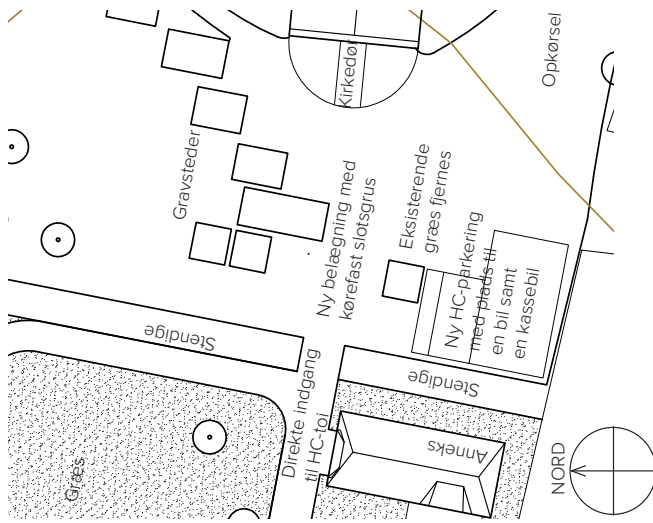 Opkørsel
Kirkedør
Gravsteder
Ny belægning med
kørefast slotsgrus
Eksisterende
græs fjernes
Ny HC-parkering
med plads til
en bil samt
en kassebil
Stendige
Stendige
Direkte indgang
til HC-toi
Anneks
Græs
NORD